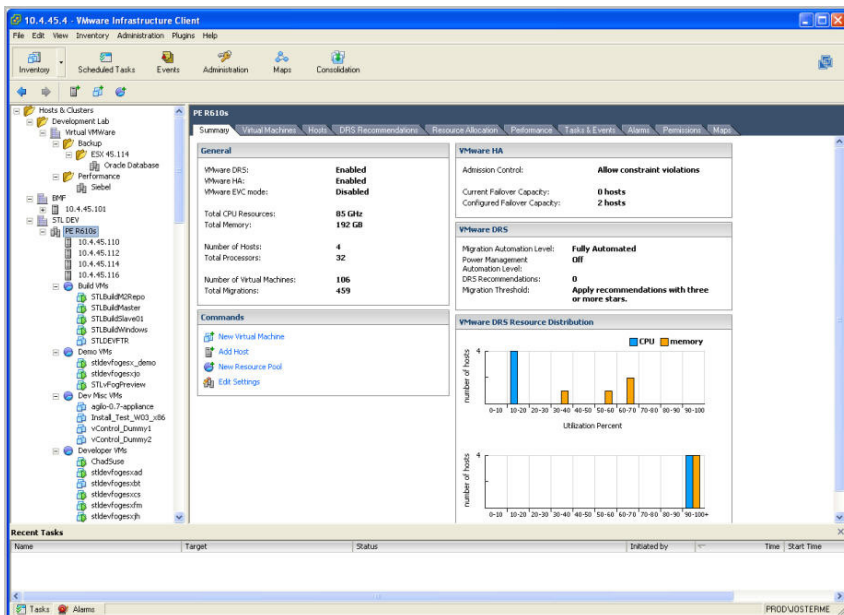 10.4.45.4 - VMware Infrastructure Client
File Edit View Inventory Administration Plugins Help
Inventory Scheduled Tasks Events Administration Maps Consolidation
Hosts & Clusters
Development Lab
Virtual VMWare
Backup
ESX 45.114
Oracle Database
Performance
Siebel
BMF
10.4.45.101
STL DEV
PE R610s
10.4.45.110
10.4.45.112
10.4.45.114
10.4.45.116
Build VMs
STLBuildM2Repo
STLBuildMaster
STLBuildSlave01
STLBuildWindows
STLDEVFTR
Demo VMs
stldevfogesx_demo
stldevfogesxjo
STLvFogPreview
Dev Misc VMs
agilo-0.7-appliance
Install_Test_W03_x86
vControl_Dummy1
vControl_Dummy2
Developer VMs
ChadSuse
stldevfogesxad
stldevfogesxbt
stldevfogesxcs
stldevfogesxfm
stldevfogesxjh
PE R610s
Summary Virtual Machines Hosts DRS Recommendations Resource Allocation Performance Tasks & Events Alarms Permissions Maps
General
VMware DRS: Enabled
VMware HA: Enabled
VMware EVC mode: Disabled
Total CPU Resources: 85 GHz
Total Memory: 192 GB
Number of Hosts: 4
Total Processors: 32
Number of Virtual Machines: 106
Total Migrations: 459
Commands
New Virtual Machine
Add Host
New Resource Pool
Edit Settings
VMware HA
Admission Control: Allow constraint violations
Current Failover Capacity: 0 hosts
Configured Failover Capacity: 2 hosts
VMware DRS
Migration Automation Level: Fully Automated
Power Management Off
Automation Level:
DRS Recommendations: 0
Migration Threshold: Apply recommendations with three
or more stars.
VMware DRS Resource Distribution
CPU memory
4
number of hosts
0-10 10-20 20-30 30-40 40-50 50-60 60-70 70-80 80-90 90-100
Utilization Percent
4
number of hosts
0-10 10-20 20-30 30-40 40-50 50-60 60-70 70-80 80-90 90-100+
Recent Tasks
Name Target Status Initiated by Time Start Time
Tasks Alarms PROD\OSTERME